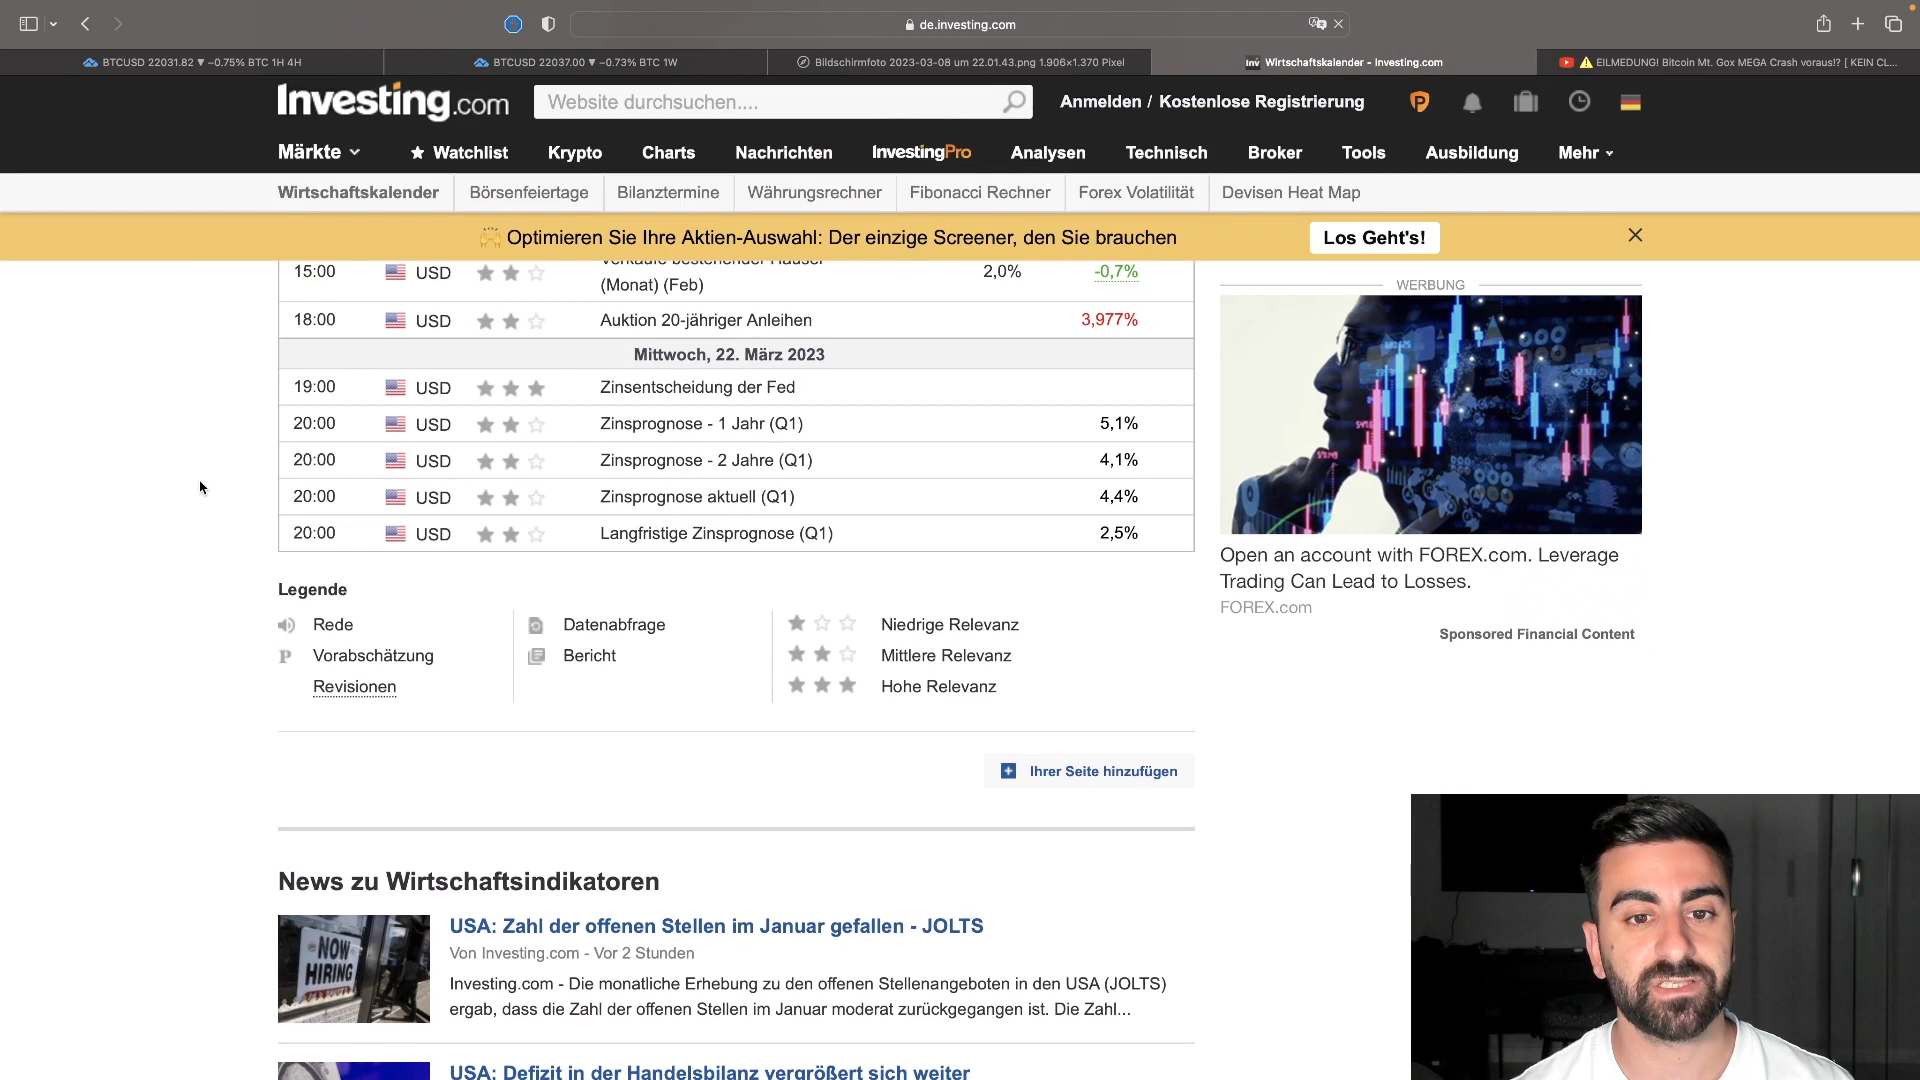 de.investing.com
BTCUSD 22031.82 ▼ −0.75% BTC 1H 4H
BTCUSD 22037.00 ▼ −0.73% BTC 1W
Bildschirmfoto 2023-03-08 um 22.01.43.png 1.906×1.370 Pixel
Inv Wirtschaftskalender - Investing.com
EILMEDUNG! Bitcoin Mt. Gox MEGA Crash voraus!? [ KEIN CL...
Investing.com
Website durchsuchen....
Anmelden / Kostenlose Registrierung
P
Märkte
Watchlist
Krypto
Charts
Nachrichten
InvestingPro
Analysen
Technisch
Broker
Tools
Ausbildung
Mehr
Wirtschaftskalender
Börsenfeiertage
Bilanztermine
Währungsrechner
Fibonacci Rechner
Forex Volatilität
Devisen Heat Map
Optimieren Sie Ihre Aktien-Auswahl: Der einzige Screener, den Sie brauchen
Los Geht's!
Verkäufe bestehender Häuser
15:00 USD (Monat) (Feb) 2,0% -0,7%
18:00 USD Auktion 20-jähriger Anleihen 3,977%
Mittwoch, 22. März 2023
19:00 USD Zinsentscheidung der Fed
20:00 USD Zinsprognose - 1 Jahr (Q1) 5,1%
20:00 USD Zinsprognose - 2 Jahre (Q1) 4,1%
20:00 USD Zinsprognose aktuell (Q1) 4,4%
20:00 USD Langfristige Zinsprognose (Q1) 2,5%
WERBUNG
Open an account with FOREX.com. Leverage
Trading Can Lead to Losses.
FOREX.com
Sponsored Financial Content
Legende
Rede
P Vorabschätzung
Revisionen
Datenabfrage
Bericht
Niedrige Relevanz
Mittlere Relevanz
Hohe Relevanz
Ihrer Seite hinzufügen
News zu Wirtschaftsindikatoren
NOW
HIRING
USA: Zahl der offenen Stellen im Januar gefallen - JOLTS
Von Investing.com - Vor 2 Stunden
Investing.com - Die monatliche Erhebung zu den offenen Stellenangeboten in den USA (JOLTS)
ergab, dass die Zahl der offenen Stellen im Januar moderat zurückgegangen ist. Die Zahl...
USA: Defizit in der Handelsbilanz vergrößert sich weiter